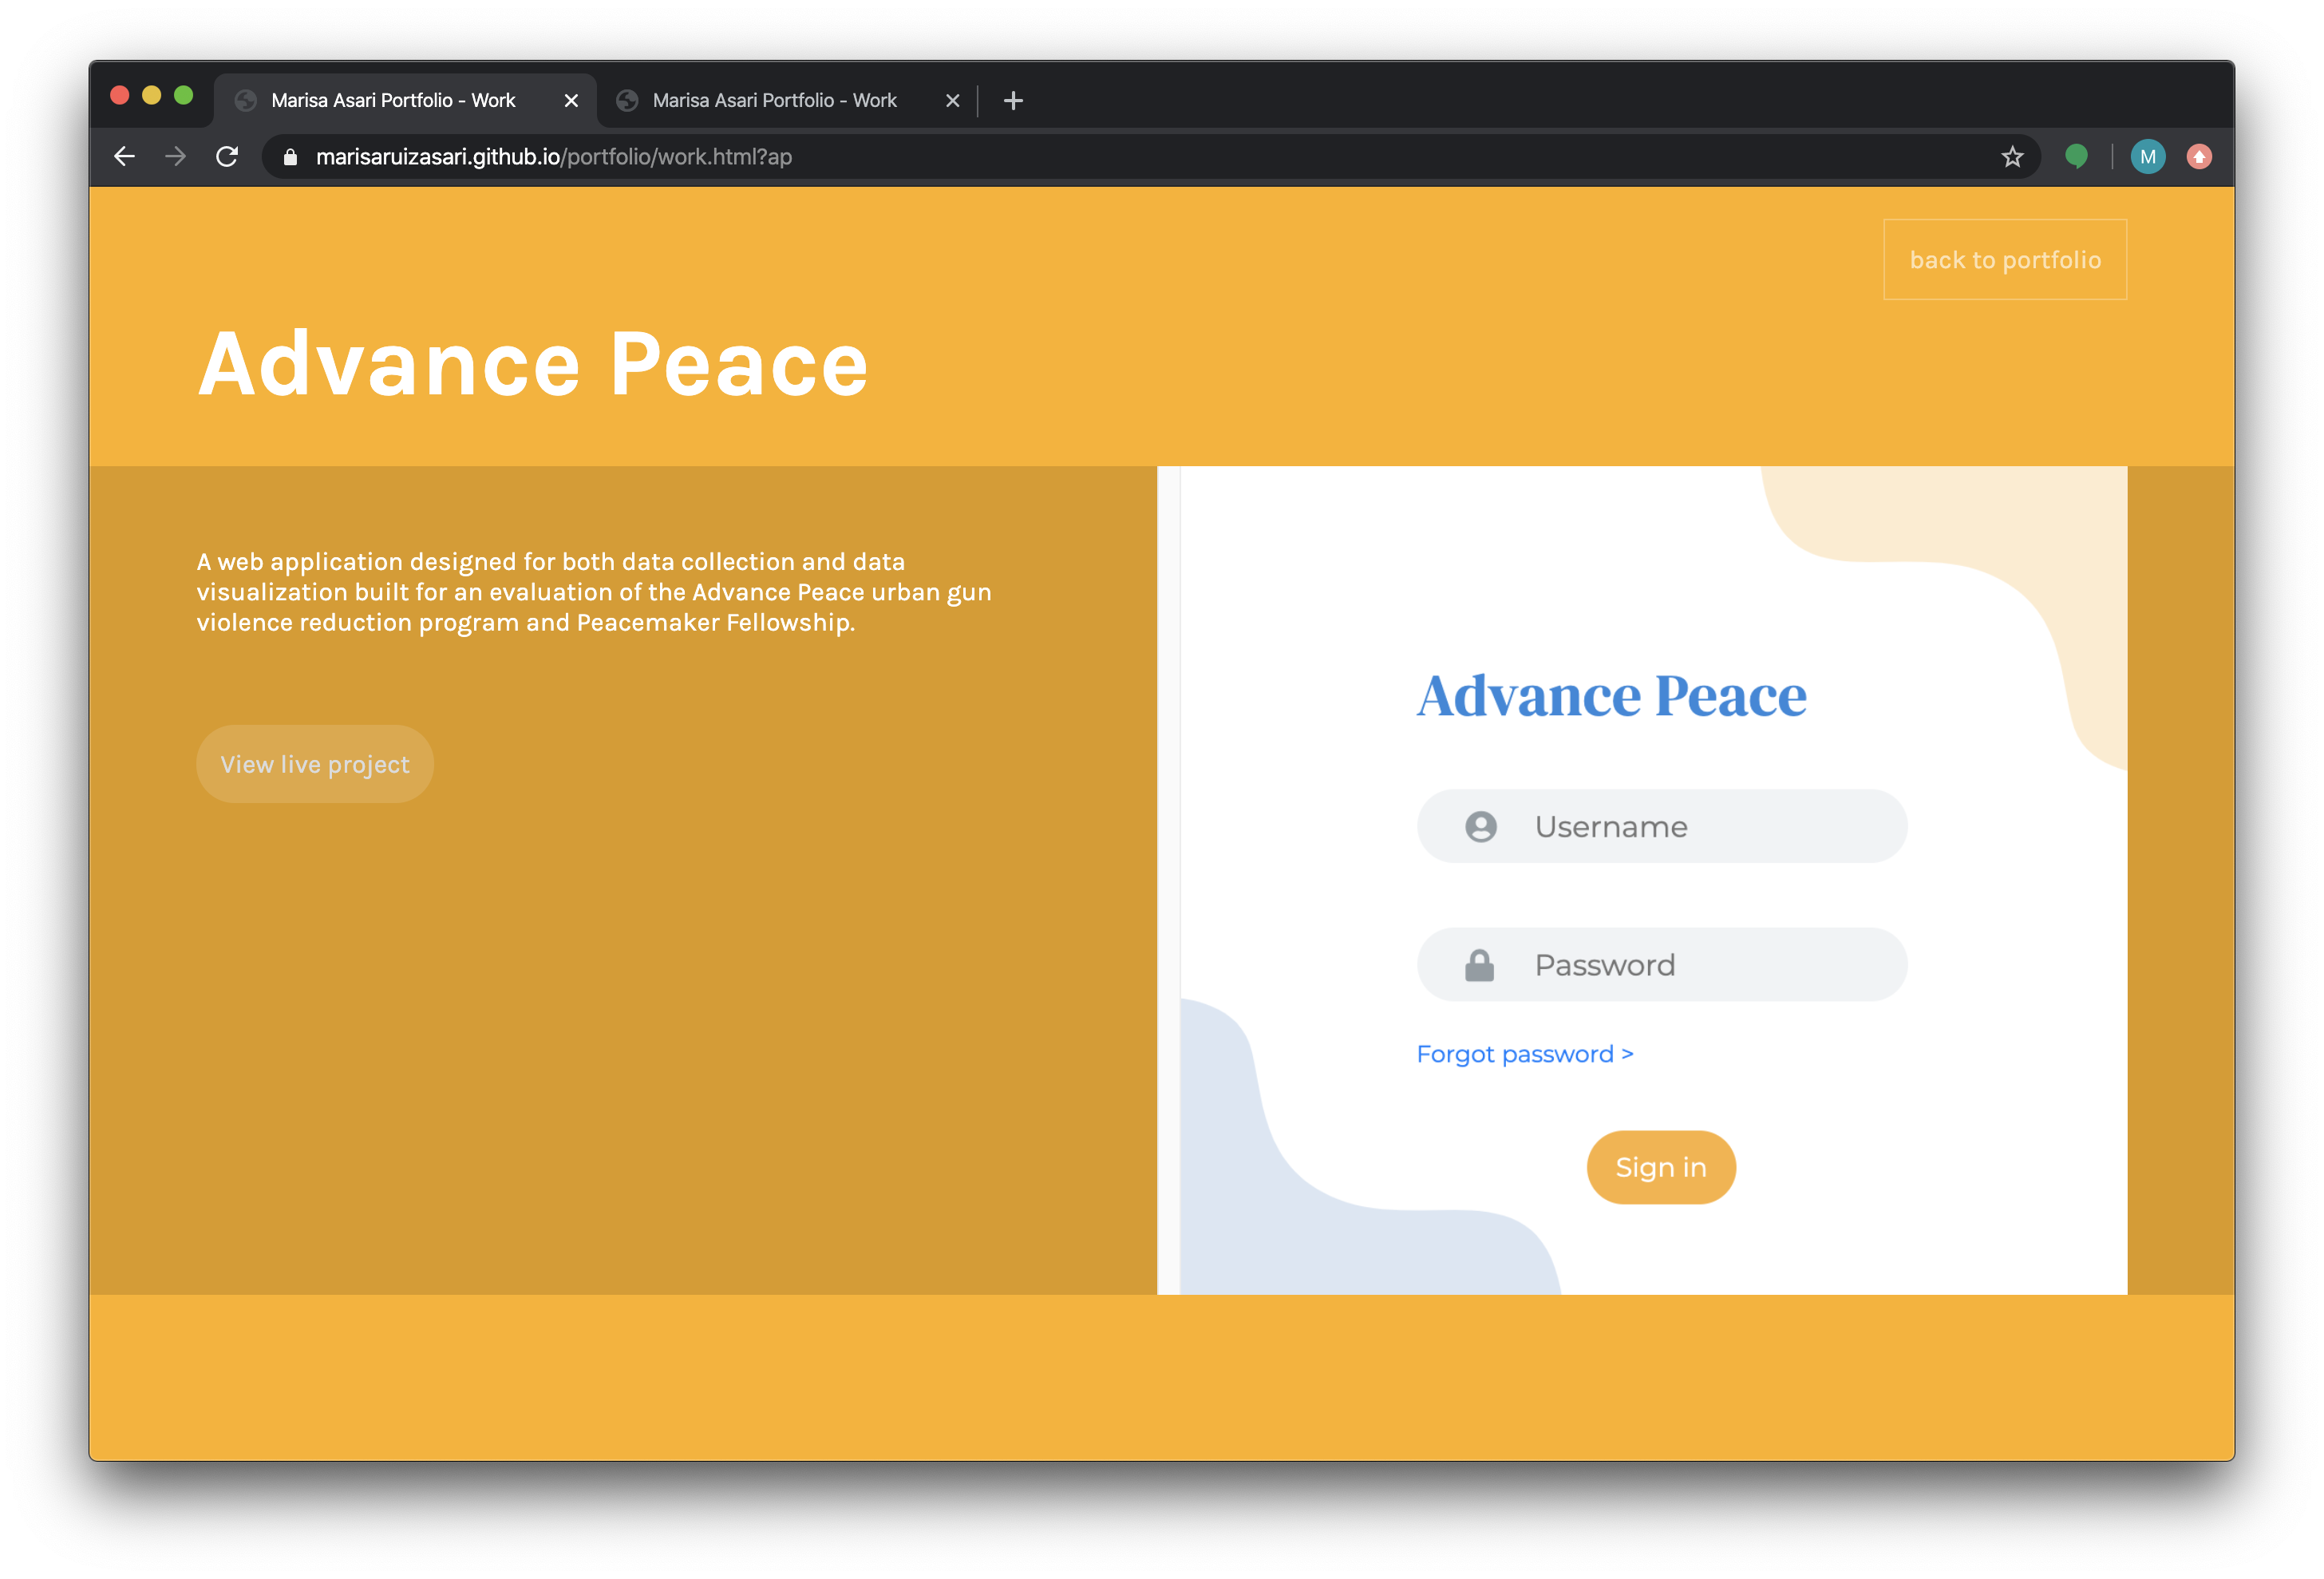 Marisa Asari Portfolio - Work
Marisa Asari Portfolio - Work
marisaruizasari.github.io/portfolio/work.html?ap
M
back to portfolio
Advance Peace
A web application designed for both data collection and data
visualization built for an evaluation of the Advance Peace urban gun
violence reduction program and Peacemaker Fellowship.
View live project
Advance Peace
Username
Password
Forgot password >
Sign in